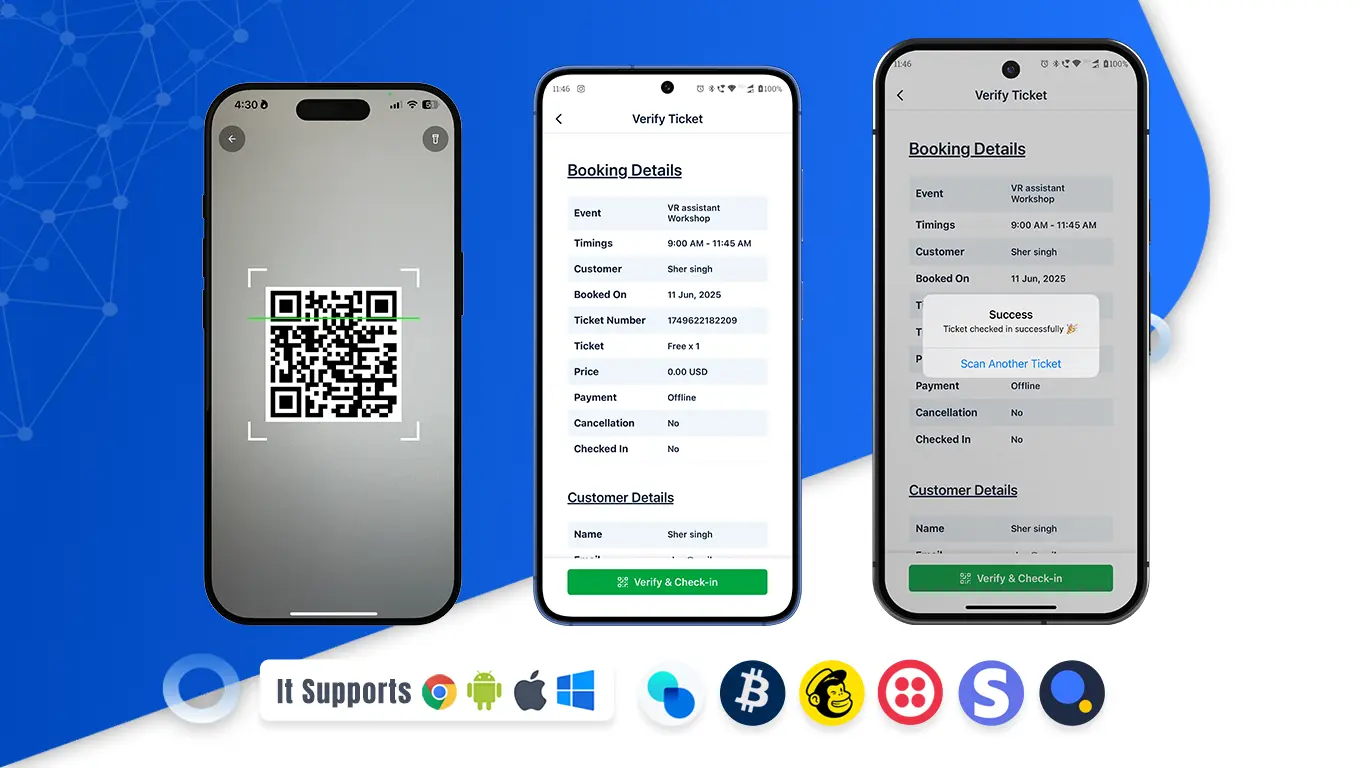 4:30
Verify Ticket
11:46
100%
Booking Details
Event VR assistant
Workshop
Timings 9:00 AM - 11:45 AM
Customer Sher singh
Booked On 11 Jun, 2025
Ticket Number 1749622182209
Ticket Free x 1
Price 0.00 USD
Payment Offline
Cancellation No
Checked In No
Customer Details
Name Sher singh
Verify & Check-in
11:46
100%
Verify Ticket
Booking Details
Event VR assistant
Workshop
Timings 9:00 AM - 11:45 AM
Customer Sher singh
Booked On 11 Jun, 2025
Success
Ticket checked in successfully 🎉
Scan Another Ticket
Payment Offline
Cancellation No
Checked In No
Customer Details
Name Sher singh
Verify & Check-in
It Supports